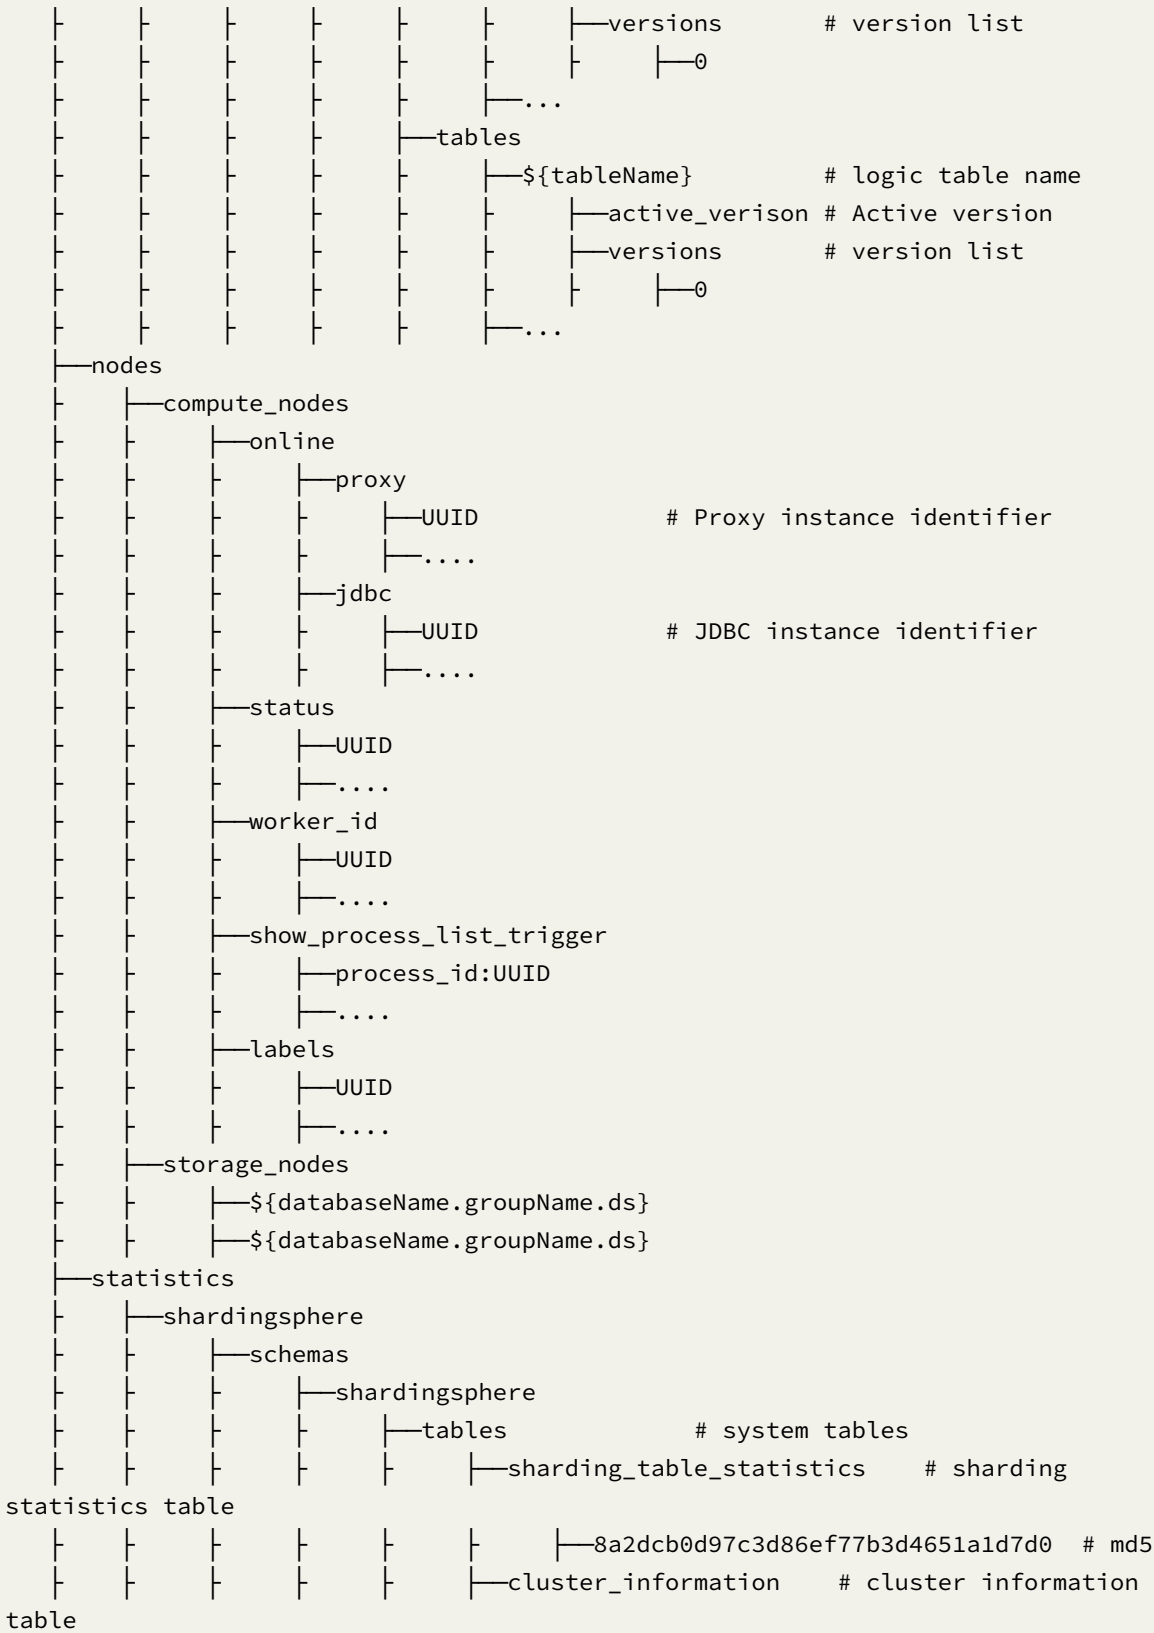 ├ ├ ├ ├ ├ ├ ├──versions # version list
├ ├ ├ ├ ├ ├ ├ ├──0
├ ├ ├ ├ ├ ├──...
├ ├ ├ ├ ├──tables
├ ├ ├ ├ ├ ├──${tableName} # logic table name
├ ├ ├ ├ ├ ├ ├──active_verison # Active version
├ ├ ├ ├ ├ ├ ├──versions # version list
├ ├ ├ ├ ├ ├ ├ ├──0
├ ├ ├ ├ ├ ├──...
├──nodes
├ ├──compute_nodes
├ ├ ├──online
├ ├ ├ ├──proxy
├ ├ ├ ├ ├──UUID # Proxy instance identifier
├ ├ ├ ├ ├──....
├ ├ ├ ├──jdbc
├ ├ ├ ├ ├──UUID # JDBC instance identifier
├ ├ ├ ├ ├──....
├ ├ ├──status
├ ├ ├ ├──UUID
├ ├ ├ ├──....
├ ├ ├──worker_id
├ ├ ├ ├──UUID
├ ├ ├ ├──....
├ ├ ├──show_process_list_trigger
├ ├ ├ ├──process_id:UUID
├ ├ ├ ├──....
├ ├ ├──labels
├ ├ ├ ├──UUID
├ ├ ├ ├──....
├ ├──storage_nodes
├ ├ ├──${databaseName.groupName.ds}
├ ├ ├──${databaseName.groupName.ds}
├──statistics
├ ├──shardingsphere
├ ├ ├──schemas
├ ├ ├ ├──shardingsphere
├ ├ ├ ├ ├──tables # system tables
├ ├ ├ ├ ├ ├──sharding_table_statistics # sharding
statistics table
├ ├ ├ ├ ├ ├ ├──8a2dcb0d97c3d86ef77b3d4651a1d7d0 # md5
├ ├ ├ ├ ├ ├──cluster_information # cluster information
table